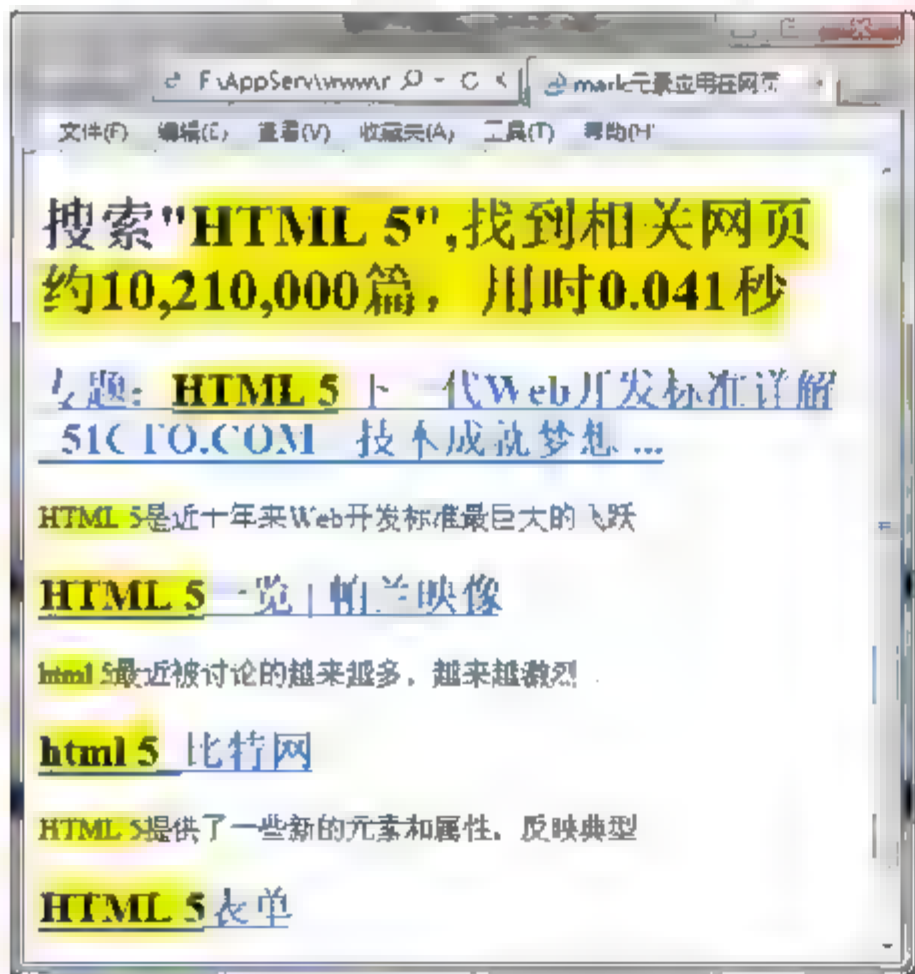 F:\AppServ\www\r
mark元素应用在网页
文件(F) 编辑(E) 查看(V) 收藏夹(A) 工具(T) 帮助(H)
搜索"HTML 5",找到相关网页
约10,210,000篇，用时0.041秒
专题：HTML 5 下一代Web开发标准详解
51CTO.COM 技术成就梦想 ...
HTML 5是近十年来Web开发标准最巨大的飞跃
HTML 5一览 | 帕兰映像
html 5最近被讨论的越来越多，越来越激烈
html 5_比特网
HTML 5提供了一些新的元素和属性，反映典型
HTML 5表单